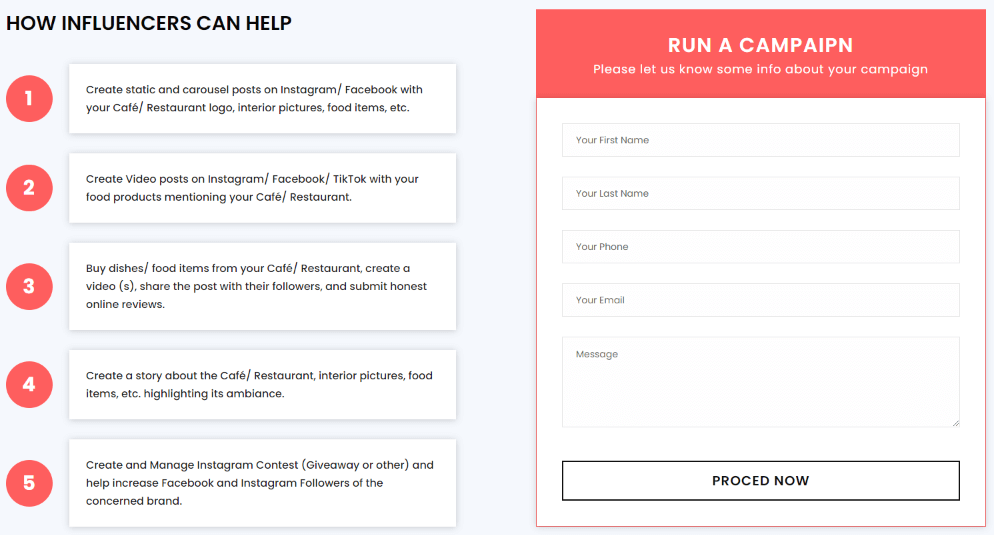 HOW INFLUENCERS CAN HELP
1
Create static and carousel posts on Instagram/ Facebook with
your Café/ Restaurant logo, interior pictures, food items, etc.
2
Create Video posts on Instagram/ Facebook/ TikTok with your
food products mentioning your Café/ Restaurant.
3
Buy dishes/ food items from your Café/ Restaurant, create a
video (s), share the post with their followers, and submit honest
online reviews.
4
Create a story about the Café/ Restaurant, interior pictures, food
items, etc. highlighting its ambiance.
5
Create and Manage Instagram Contest (Giveaway or other) and
help increase Facebook and Instagram Followers of the
concerned brand.
RUN A CAMPAIPN
Please let us know some info about your campaign
Your First Name
Your Last Name
Your Phone
Your Email
Message
PROCED NOW